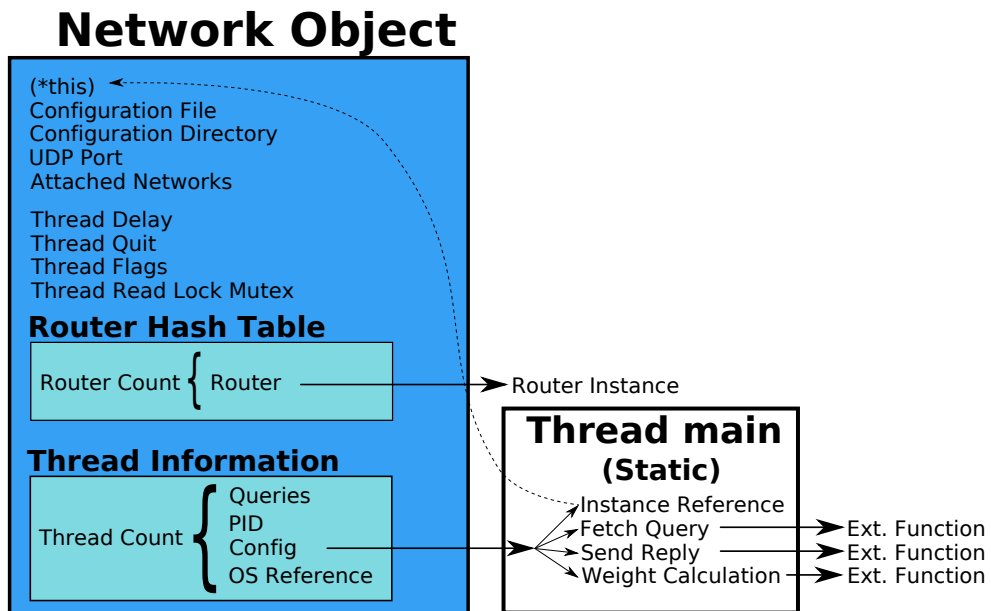 Network Object
(*this)
Configuration File
Configuration Directory
UDP Port
Attached Networks
Thread Delay
Thread Quit
Thread Flags
Thread Read Lock Mutex
Router Hash Table
Router Count { Router
Router Instance
Thread Information
Thread Count {
Queries
PID
Config
OS Reference
Thread main
(Static)
Instance Reference
Fetch Query
Ext. Function
Send Reply
Ext. Function
Weight Calculation
Ext. Function